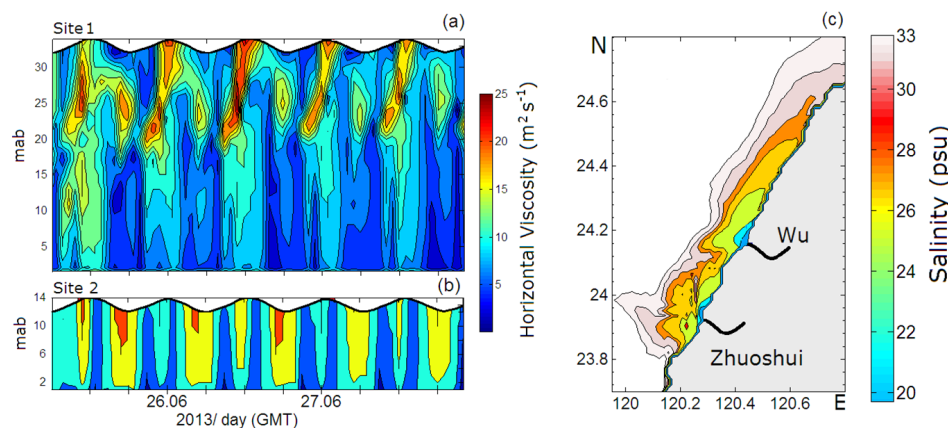 Site 1
(a)
30
25
20
15
10
5
mab
25
20
15
10
5
Horizontal Viscosity (m² s⁻¹)
Site 2
(b)
14
10
6
2
mab
26.06
27.06
2013/ day (GMT)
(c)
N
24.6
24.4
24.2
24
23.8
120
120.2
120.4
120.6
E
Wu
Zhuoshui
33
30
28
26
24
22
20
Salinity (psu)